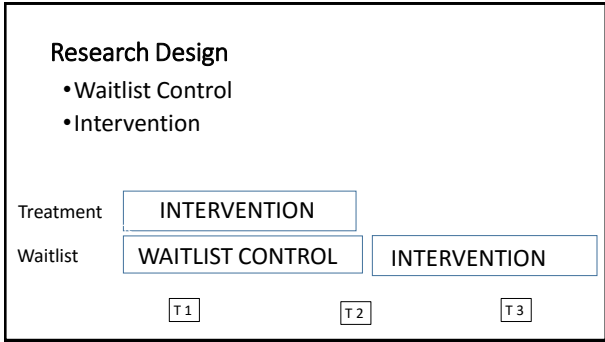 Research Design
•Waitlist Control
•Intervention
Treatment INTERVENTION
Waitlist WAITLIST CONTROL INTERVENTION
T 1 T 2 T 3